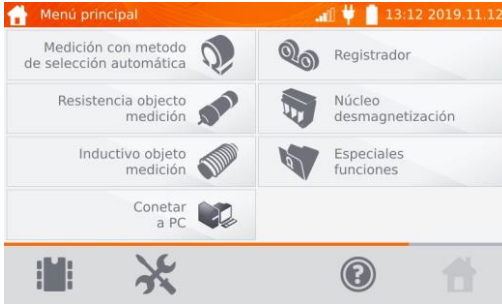 Menú principal
13:12 2019.11.12
Medición con metodo
de selección automática
Registrador
Resistencia objecto
medición
Núcleo
desmagnetización
Inductivo objeto
medición
Especiales
funciones
Conetar
a PC